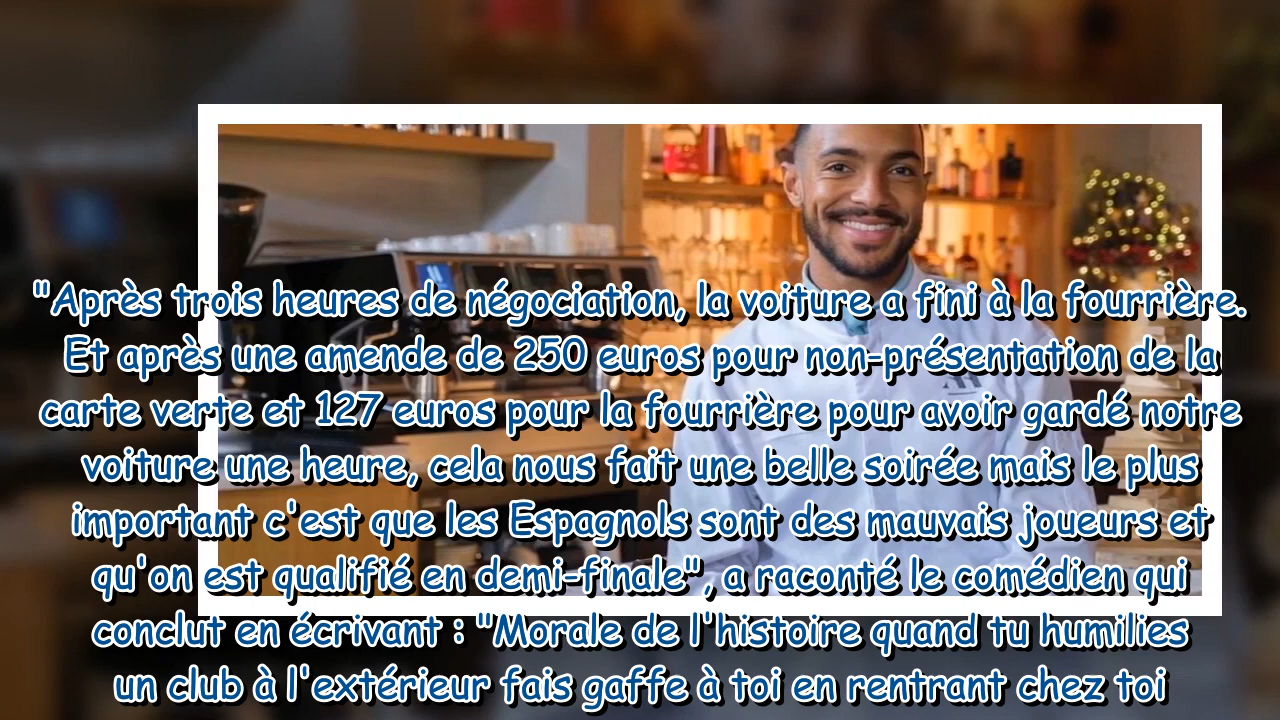 "Après trois heures de négociation, la voiture a fini à la fourrière.
Et après une amende de 250 euros pour non-présentation de la
carte verte et 127 euros pour la fourrière pour avoir gardé notre
voiture une heure, cela nous fait une belle soirée mais le plus
important c'est que les Espagnols sont des mauvais joueurs et
qu'on est qualifié en demi-finale", a raconté le comédien qui
conclut en écrivant : "Morale de l'histoire quand tu humilies
un club à l'extérieur fais gaffe à toi en rentrant chez toi